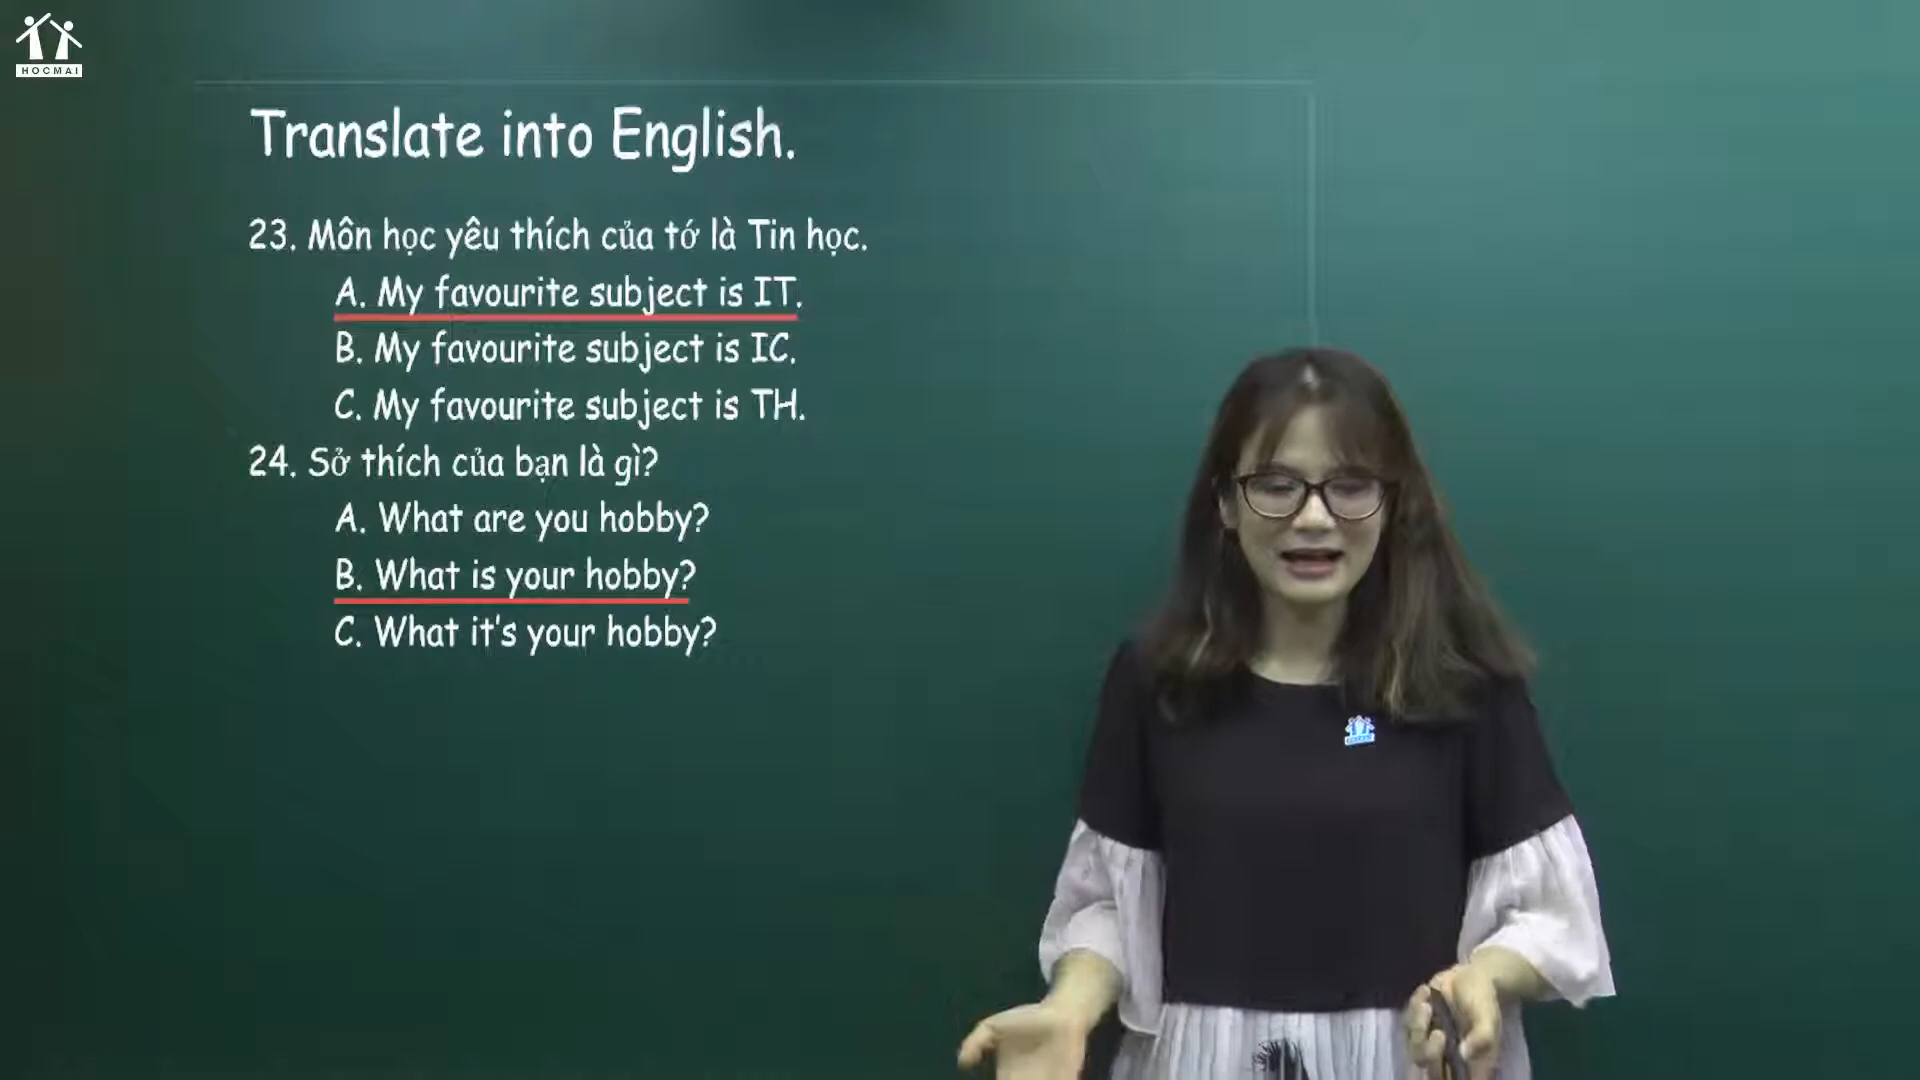 HOCMAI
Translate into English.
23. Môn học yêu thích của tớ là Tin học.
A. My favourite subject is IT.
B. My favourite subject is IC.
C. My favourite subject is TH.
24. Sở thích của bạn là gì?
A. What are you hobby?
B. What is your hobby?
C. What it's your hobby?